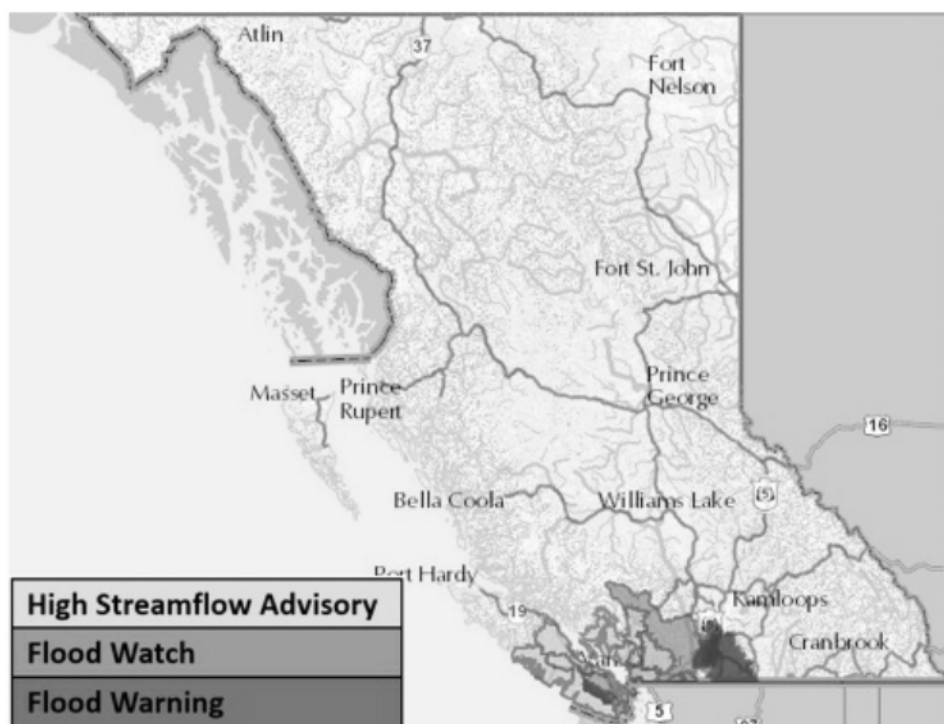 Atlin
37
Fort
Nelson
Fort St. John
Masset
Prince
Rupert
Prince
George
16
Bella Coola
Williams Lake
5
Port Hardy
19
Kamloops
Cranbrook
High Streamflow Advisory
Flood Watch
Flood Warning
5
97